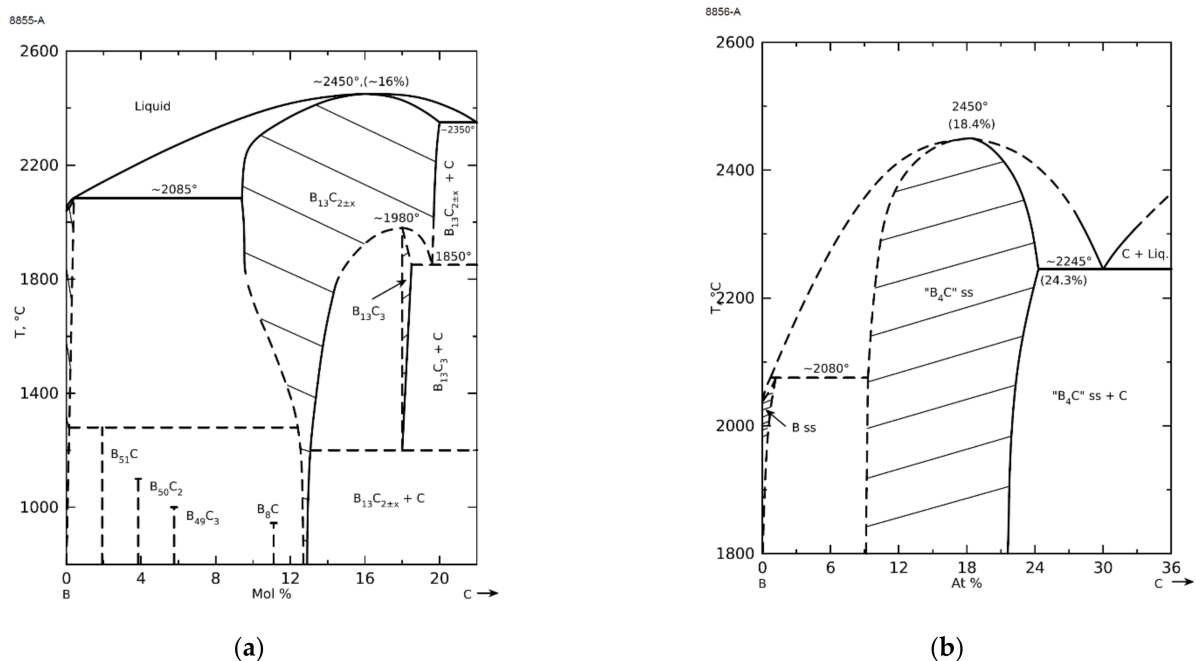 8855-A
2600
2200
1800
1400
1000
T, °C
~2450°,(~16%)
Liquid
~2350°
~2085°
B₁₃C₂±ₓ
B₁₃C₂±ₓ + C
~1980°
1850°
B₁₃C₃
B₁₃C₃ + C
B₅₁C
B₅₀C₂
B₄₉C₃
B₈C
B₁₃C₂±ₓ + C
0 4 8 12 16 20
B Mol % C
(a)
8856-A
2600
2400
2200
2000
1800
T,°C
2450°
(18.4%)
~2245°
(24.3%)
C + Liq.
"B₄C" ss
~2080°
B ss
"B₄C" ss + C
0 6 12 18 24 30 36
B At % C
(b)